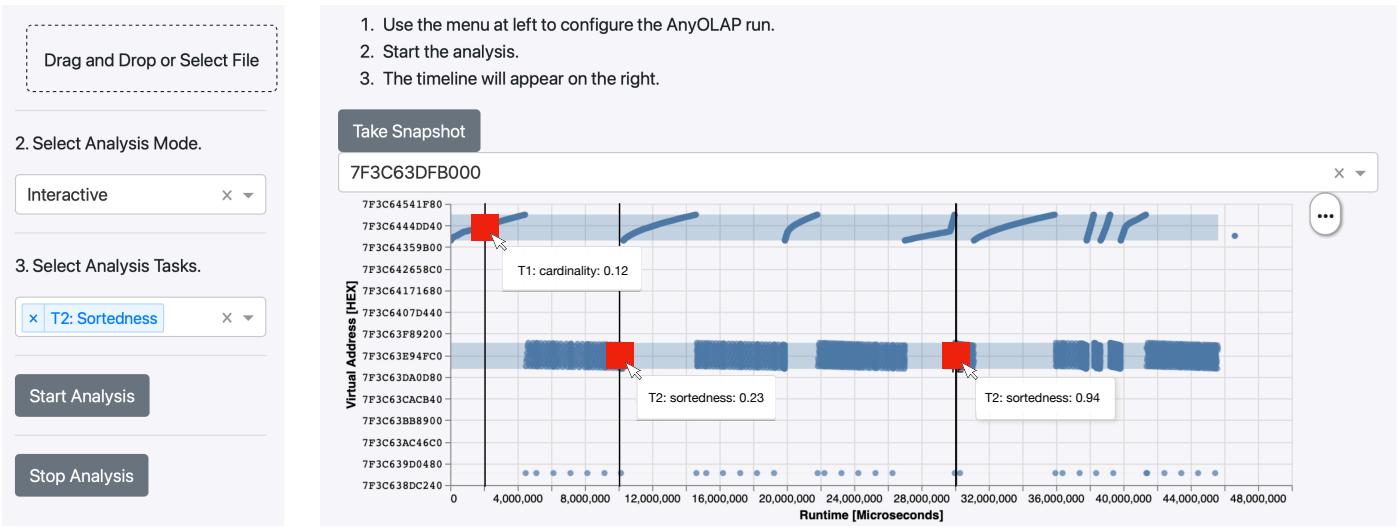 Drag and Drop or Select File
2. Select Analysis Mode.
Interactive
3. Select Analysis Tasks.
× T2: Sortedness
Start Analysis
Stop Analysis
1. Use the menu at left to configure the AnyOLAP run.
2. Start the analysis.
3. The timeline will appear on the right.
Take Snapshot
7F3C63DFB000
Virtual Address [HEX]
7F3C64541F80
7F3C6444DD40
7F3C64359B00
7F3C642658C0
7F3C64171680
7F3C6407D440
7F3C63F89200
7F3C63E94FC0
7F3C63DA0D80
7F3C63CACB40
7F3C63BB8900
7F3C63AC46C0
7F3C639D0480
7F3C638DC240
T1: cardinality: 0.12
T2: sortedness: 0.23
T2: sortedness: 0.94
0 4,000,000 8,000,000 12,000,000 16,000,000 20,000,000 24,000,000 28,000,000 32,000,000 36,000,000 40,000,000 44,000,000 48,000,000
Runtime [Microseconds]